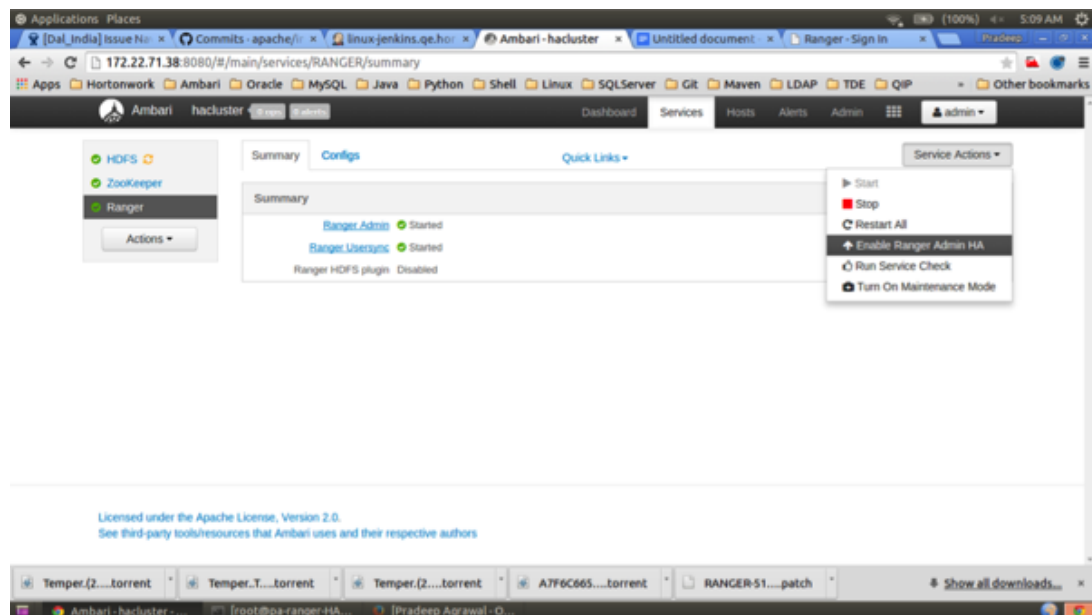 Applications Places (100%) 5:09 AM
[Dal_India] Issue Na × Commits - apache/ir × linux-jenkins.qe.hor × Ambari - hacluster × Untitled document - × Ranger - Sign In × Pradeep
172.22.71.38:8080/#/main/services/RANGER/summary
Apps Hortonwork Ambari Oracle MySQL Java Python Shell Linux SQLServer Git Maven LDAP TDE QIP » Other bookmarks
Ambari hacluster 0 ops 0 alerts Dashboard Services Hosts Alerts Admin admin
HDFS
ZooKeeper
Ranger
Actions
Summary Configs Quick Links Service Actions
Summary
Ranger Admin Started
Ranger Usersync Started
Ranger HDFS plugin Disabled
Start
Stop
Restart All
Enable Ranger Admin HA
Run Service Check
Turn On Maintenance Mode
Licensed under the Apache License, Version 2.0.
See third-party tools/resources that Ambari uses and their respective authors
Temper.(2....torrent Temper..T....torrent Temper.(2....torrent A7F6C665....torrent RANGER-51....patch Show all downloads... ×
Ambari - hacluster - ... [root@pa-ranger-HA... [Pradeep Agrawal - O...